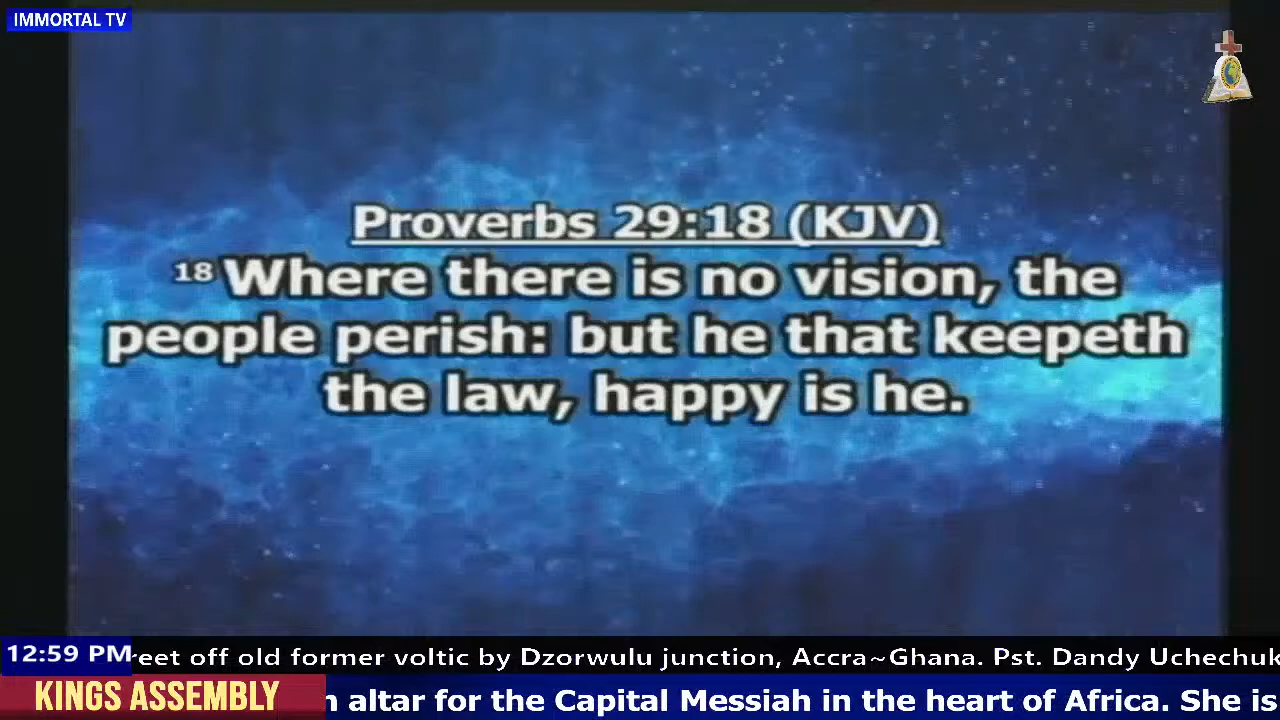 IMMORTAL TV
Proverbs 29:18 (KJV)
18 Where there is no vision, the
people perish: but he that keepeth
the law, happy is he.
12:59 PM
reet off old former voltic by Dzorwulu junction, Accra~Ghana. Pst. Dandy Uchechuk
KINGS ASSEMBLY
n altar for the Capital Messiah in the heart of Africa. She is